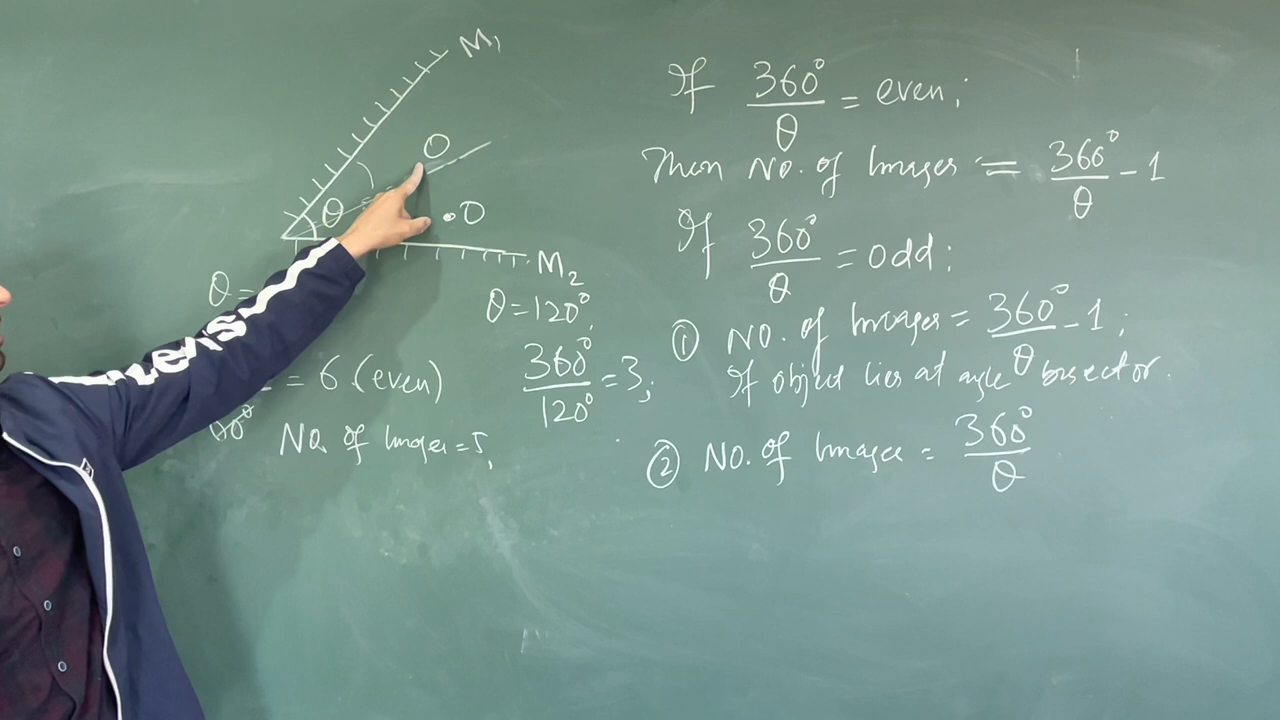 M₁
O
θ
•O
M₂
θ =
= 6 (even)
No. of Images = 5,
θ = 120°,
360°/120° = 3,
If 360°/θ = even;
Then No. of Images = 360°/θ - 1
If 360°/θ = odd;
① No. of Images = 360°/θ - 1;
If object lies at angle bisector.
② No. of Images = 360°/θ